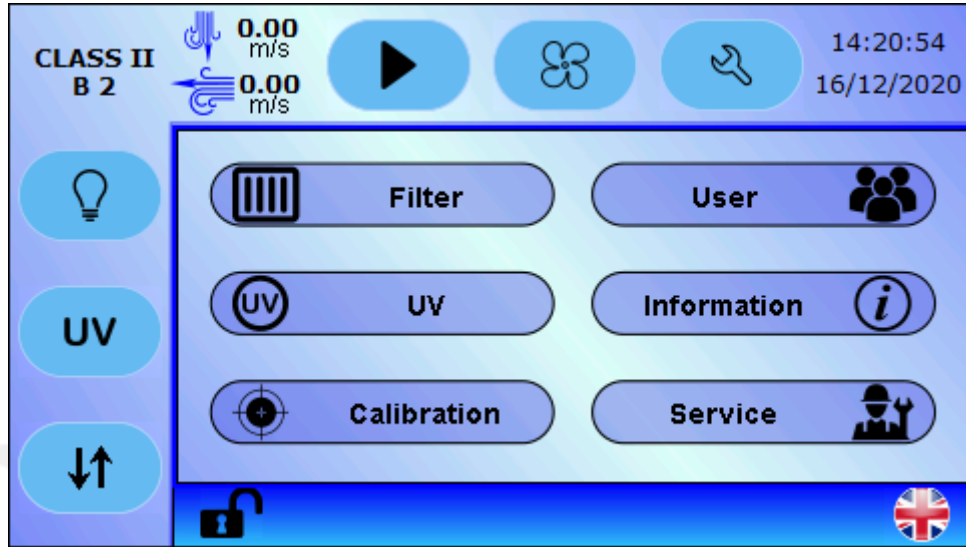 CLASS II
B 2
0.00
m/s
0.00
m/s
14:20:54
16/12/2020
Filter
User
UV
UV
Information
i
UV
Calibration
Service